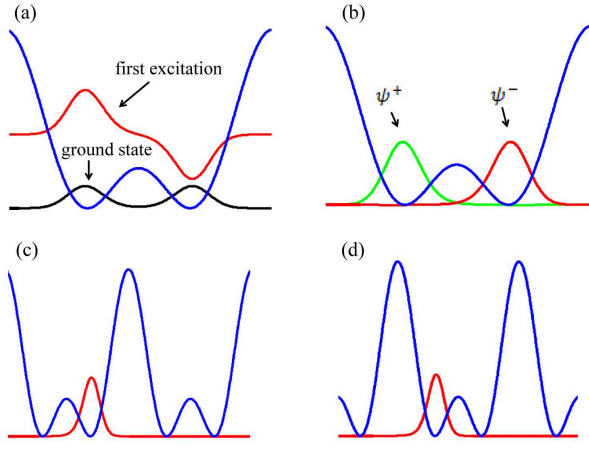 (a)
first excitation
ground state
(b)
ψ⁺
ψ⁻
(c)
(d)